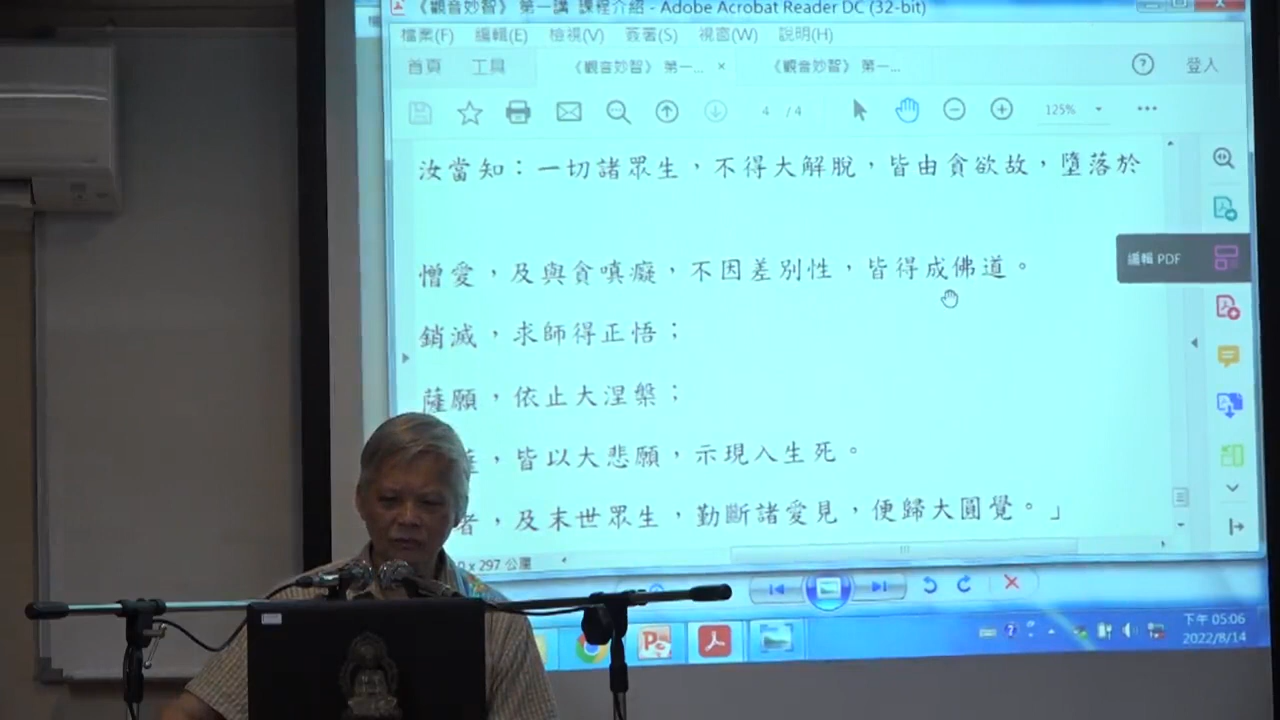 《觀音妙智》 第一講 課程介紹 - Adobe Acrobat Reader DC (32-bit)
檔案(F) 編輯(E) 檢視(V) 簽署(S) 視窗(W) 說明(H)
首頁 工具 《觀音妙智》 第一... × 《觀音妙智》 第一... ? 登入
4 / 4 125%
汝當知：一切諸眾生，不得大解脫，皆由貪欲故，墮落於
編輯 PDF
憎愛，及與貪嗔癡，不因差別性，皆得成佛道。
銷滅，求師得正悟；
薩願，依止大涅槃；
，皆以大悲願，示現入生死。
者，及末世眾生，勤斷諸愛見，便歸大圓覺。」
x 297 公釐
下午 05:06
2022/8/14